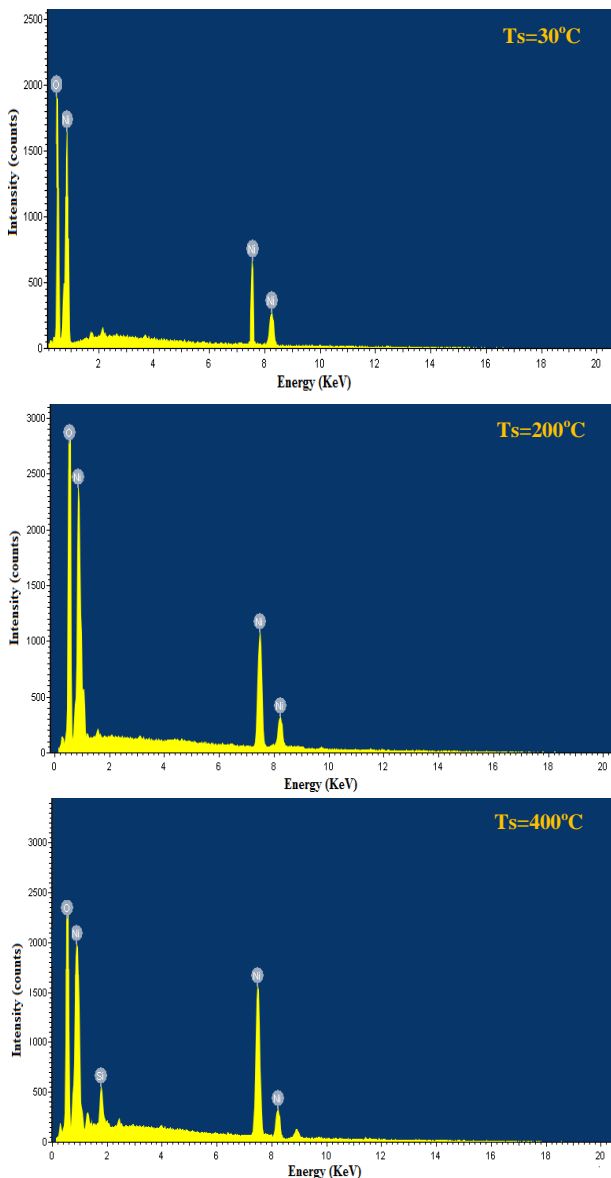 Ts=30°C
2500
2000
1500
1000
500
0
O
Ni
Ni
Ni
2 4 6 8 10 12 14 16 18 20
Intensity (counts)
Energy (KeV)
Ts=200°C
3000
2500
2000
1500
1000
500
0
O
Ni
Ni
Ni
0 2 4 6 8 10 12 14 16 18 20
Intensity (counts)
Energy (KeV)
Ts=400°C
3000
2500
2000
1500
1000
500
0
O
Ni
Si
Ni
Ni
0 2 4 6 8 10 12 14 16 18 20
Intensity (counts)
Energy (KeV)